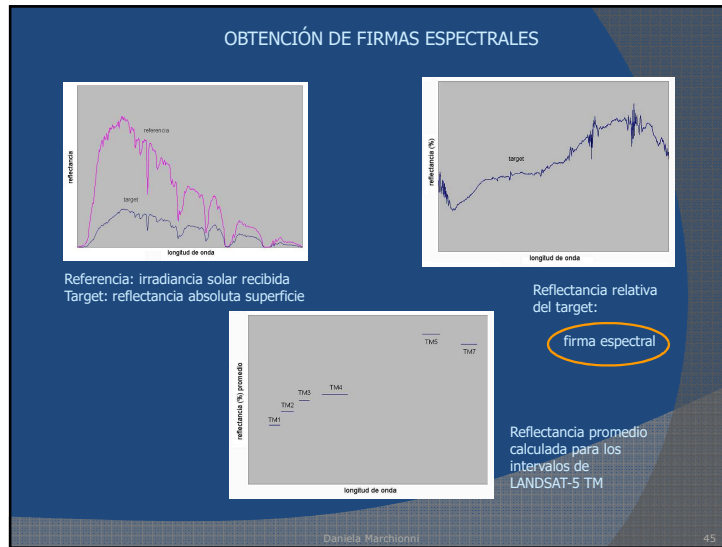 OBTENCIÓN DE FIRMAS ESPECTRALES
reflectancia
referencia
target
longitud de onda
Referencia: irradiancia solar recibida
Target: reflectancia absoluta superficie
reflectancia (%)
target
longitud de onda
Reflectancia relativa
del target:
firma espectral
reflectancia (%) promedio
TM1
TM2
TM3
TM4
TM5
TM7
longitud de onda
Reflectancia promedio
calculada para los
intervalos de
LANDSAT-5 TM
Daniela Marchionni
45